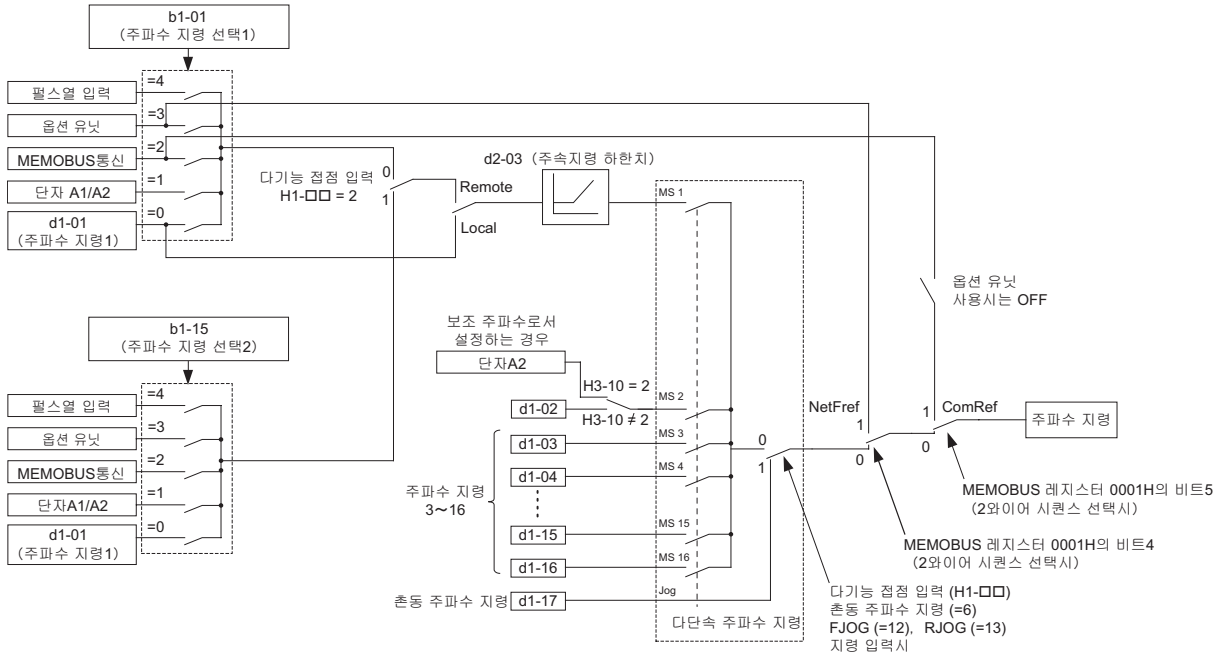 b1-01
(주파수 지령 선택1)
=4
펄스열 입력
=3
옵션 유닛
=2
MEMOBUS통신
=1
단자 A1/A2
=0
d1-01
(주파수 지령1)
다기능 접점 입력
H1-□□ = 2
0
1
Remote
Local
d2-03 (주속지령 하한치)
MS 1
옵션 유닛
사용시는 OFF
b1-15
(주파수 지령 선택2)
=4
펄스열 입력
=3
옵션 유닛
=2
MEMOBUS통신
=1
단자A1/A2
=0
d1-01
(주파수 지령1)
보조 주파수로서
설정하는 경우
단자A2
H3-10 = 2
H3-10 ≠ 2
d1-02
MS 2
d1-03
MS 3
d1-04
MS 4
주파수 지령
3~16
d1-15
MS 15
d1-16
MS 16
촌동 주파수 지령
d1-17
Jog
다단속 주파수 지령
0
1
NetFref
1
0
ComRef
1
0
주파수 지령
MEMOBUS 레지스터 0001H의 비트5
(2와이어 시퀀스 선택시)
MEMOBUS 레지스터 0001H의 비트4
(2와이어 시퀀스 선택시)
다기능 접점 입력 (H1-□□)
촌동 주파수 지령 (=6)
FJOG (=12), RJOG (=13)
지령 입력시